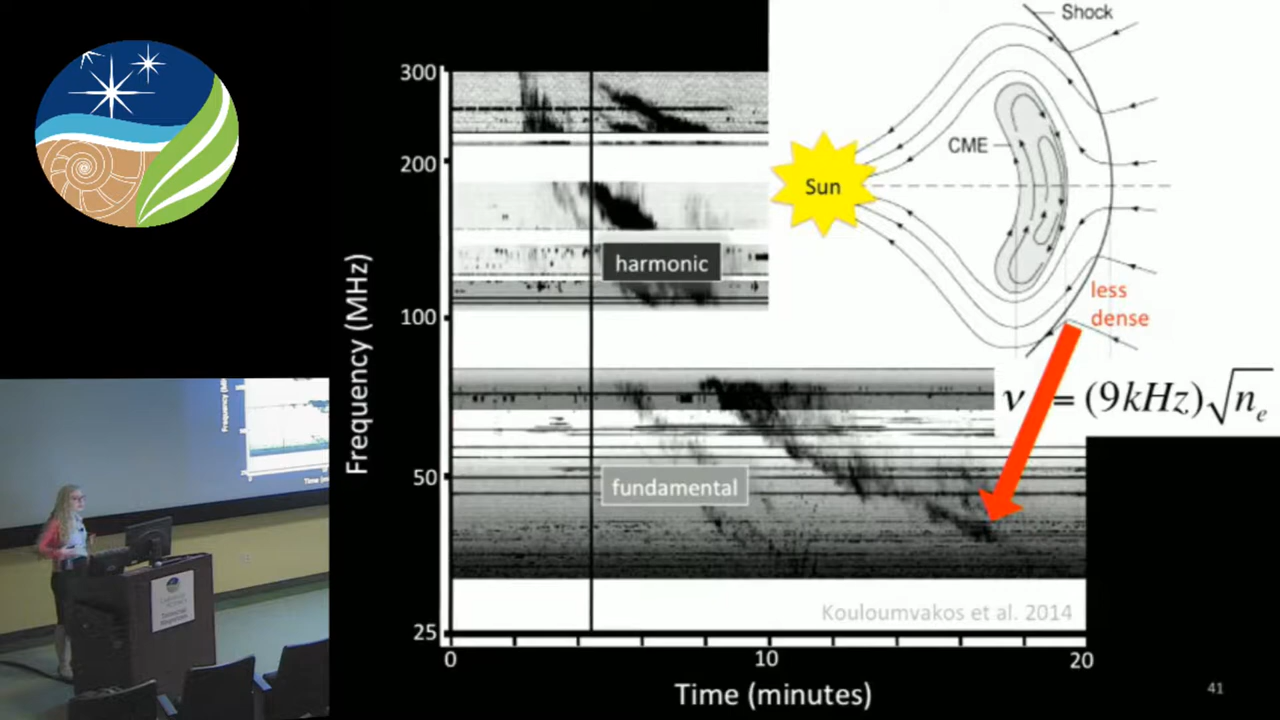 300
200
100
50
25
Frequency (MHz)
harmonic
fundamental
Kouloumvakos et al. 2014
0
10
20
Time (minutes)
Shock
CME
Sun
less
dense
ν = (9kHz)√nₑ
41